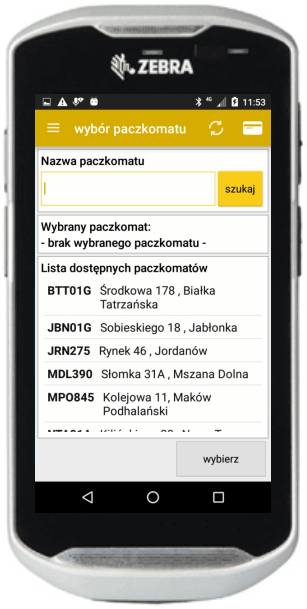 ZEBRA
4G 11:53
wybór paczkomatu
Nazwa paczkomatu
szukaj
Wybrany paczkomat:
- brak wybranego paczkomatu -
Lista dostępnych paczkomatów
BTT01G Środkowa 178 , Białka
Tatrzańska
JBN01G Sobieskiego 18 , Jabłonka
JRN275 Rynek 46 , Jordanów
MDL390 Słomka 31A , Mszana Dolna
MPO845 Kolejowa 11, Maków
Podhalański
wybierz